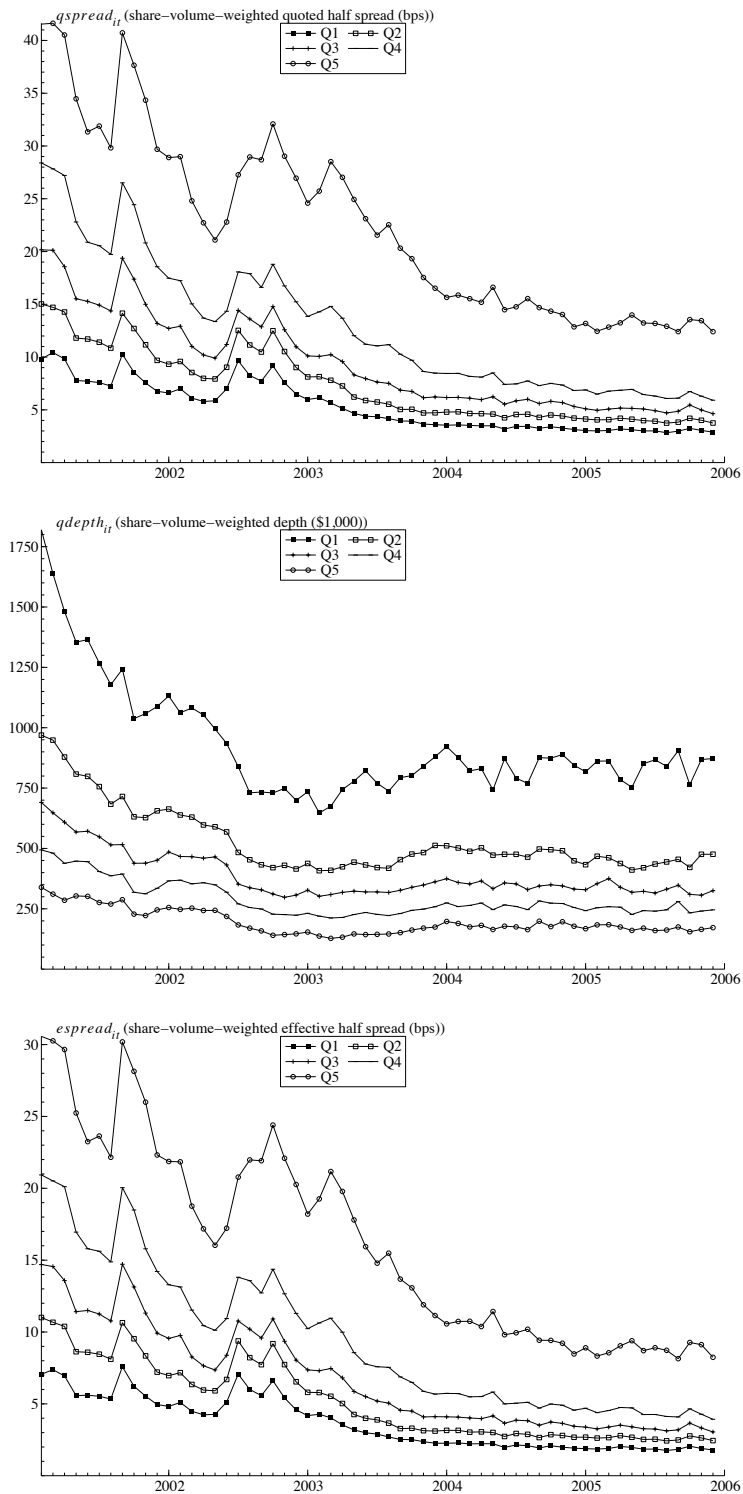 qspread_it (share−volume−weighted quoted half spread (bps))
Q1 Q2
Q3 Q4
Q5
40
35
30
25
20
15
10
5
2002 2003 2004 2005 2006
qdepth_it (share−volume−weighted depth ($1,000))
Q1 Q2
Q3 Q4
Q5
1750
1500
1250
1000
750
500
250
2002 2003 2004 2005 2006
espread_it (share−volume−weighted effective half spread (bps))
Q1 Q2
Q3 Q4
Q5
30
25
20
15
10
5
2002 2003 2004 2005 2006